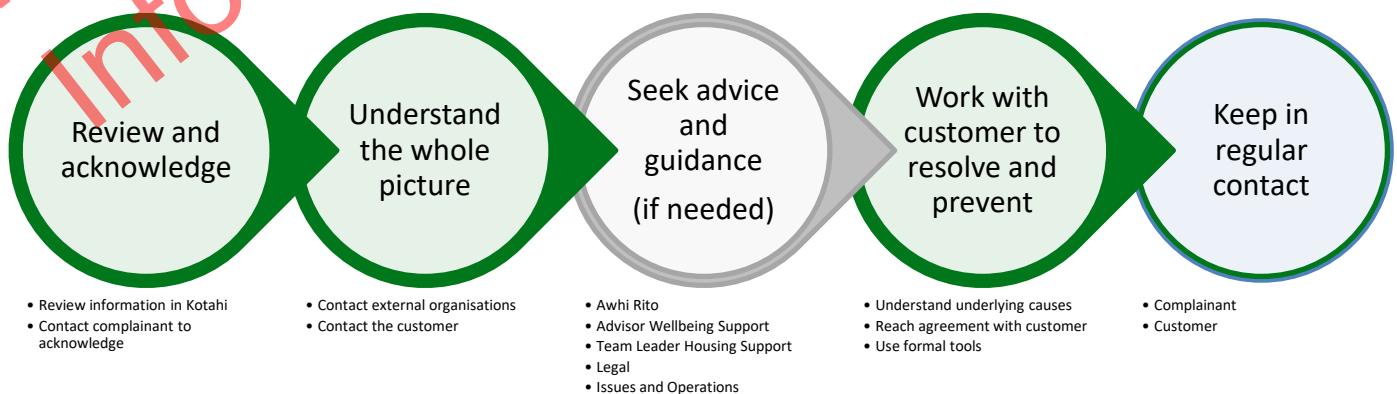 Info
Review and
acknowledge
Understand
the whole
picture
Seek advice
and
guidance
(if needed)
Work with
customer to
resolve and
prevent
Keep in
regular
contact
• Review information in Kotahi
• Contact complainant to
acknowledge
• Contact external organisations
• Contact the customer
• Awhi Rito
• Advisor Wellbeing Support
• Team Leader Housing Support
• Legal
• Issues and Operations
• Understand underlying causes
• Reach agreement with customer
• Use formal tools
• Complainant
• Customer